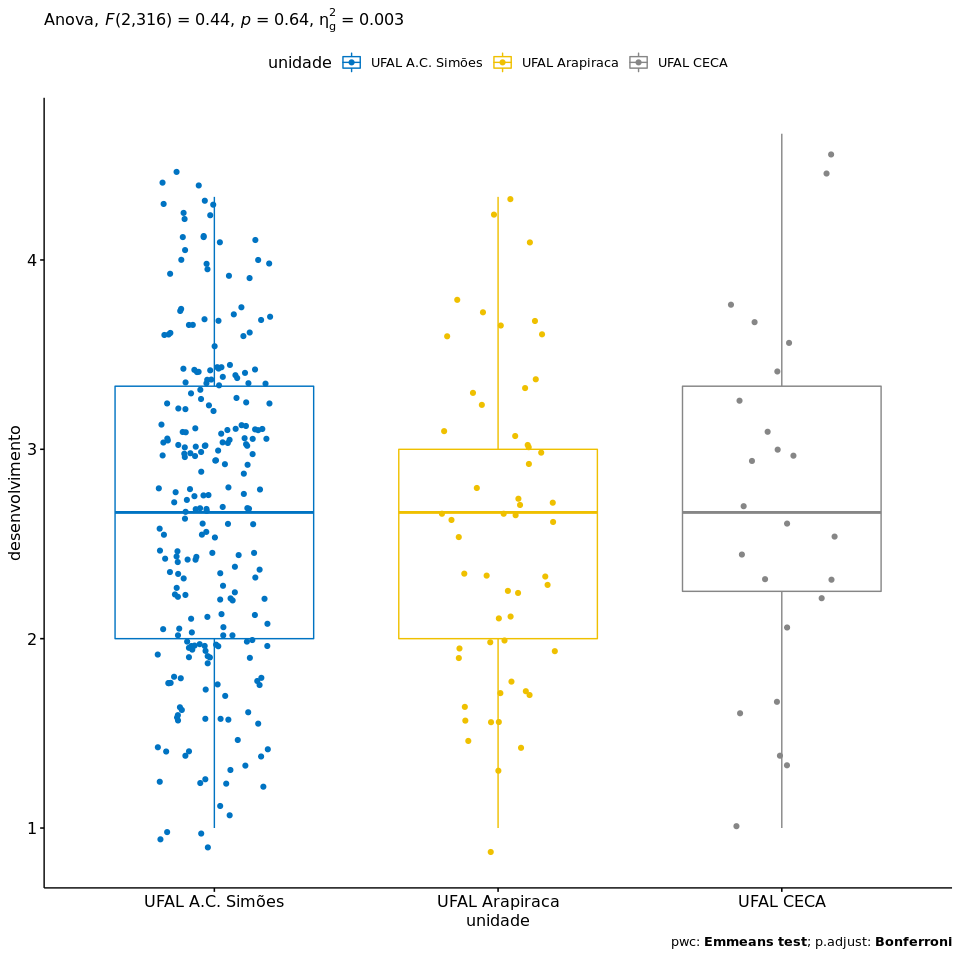 Anova, F(2,316) = 0.44, p = 0.64, η²g = 0.003
unidade UFAL A.C. Simões UFAL Arapiraca UFAL CECA
desenvolvimento
4
3
2
1
UFAL A.C. Simões UFAL Arapiraca UFAL CECA
unidade
pwc: Emmeans test; p.adjust: Bonferroni